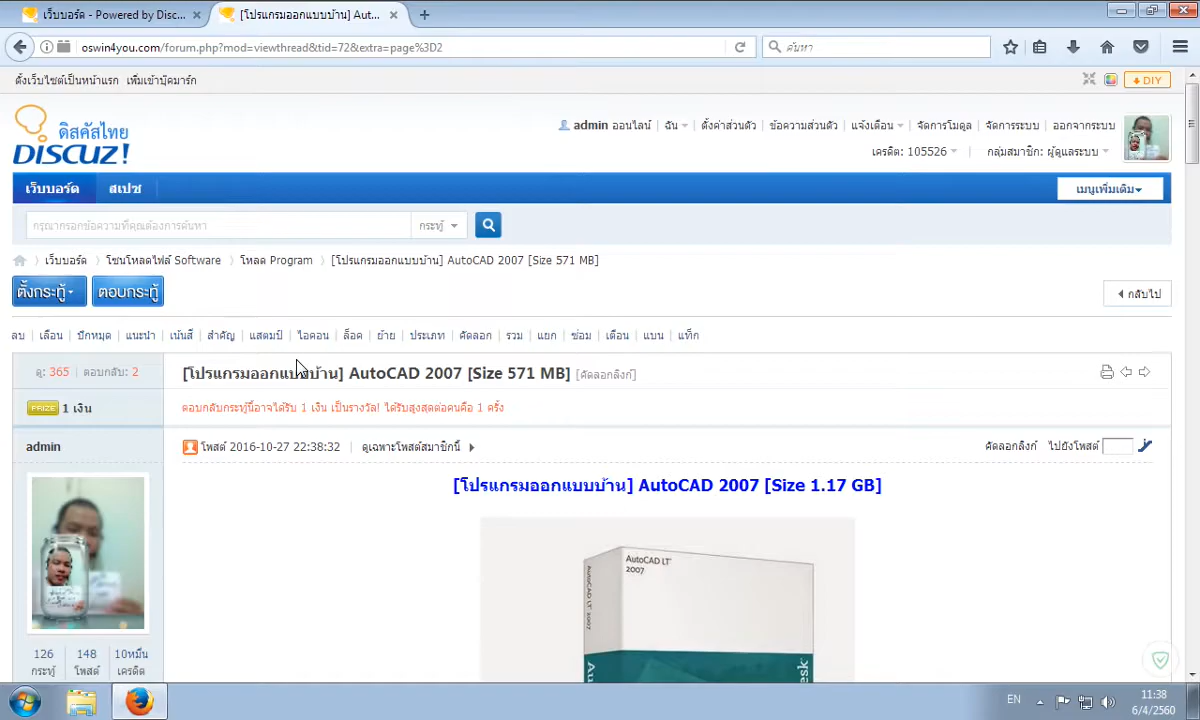 เว็บบอร์ด - Powered by Disc...
[โปรแกรมออกแบบบ้าน] Aut...
oswin4you.com/forum.php?mod=viewthread&tid=72&extra=page%3D2
ค้นหา
ตั้งเว็บไซต์เป็นหน้าแรก เพิ่มเข้าบุ๊คมาร์ก
DIY
ดิสคัสไทย
DISCUZ!
admin ออนไลน์ | ฉัน | ตั้งค่าส่วนตัว | ข้อความส่วนตัว | แจ้งเตือน | จัดการโมดูล | จัดการระบบ | ออกจากระบบ
เครดิต: 105526 | กลุ่มสมาชิก: ผู้ดูแลระบบ
เว็บบอร์ด สเปซ เมนูเพิ่มเติม
กรุณากรอกข้อความที่คุณต้องการค้นหา กระทู้
เว็บบอร์ด › โซนโหลดไฟล์ Software › โหลด Program › [โปรแกรมออกแบบบ้าน] AutoCAD 2007 [Size 571 MB]
ตั้งกระทู้ ตอบกระทู้ กลับไป
ลบ | เลื่อน | ปักหมุด | แนะนำ | เน้นสี | สำคัญ | แสตมป์ | ไอคอน | ล็อค | ย้าย | ประเภท | คัดลอก | รวม | แยก | ซ่อม | เตือน | แบน | แท็ก
ดู: 365 | ตอบกลับ: 2
[โปรแกรมออกแบบบ้าน] AutoCAD 2007 [Size 571 MB] [คัดลอกลิงก์]
PRIZE 1 เงิน
ตอบกลับกระทู้นี้อาจได้รับ 1 เงิน เป็นรางวัล! ได้รับสูงสุดต่อคนคือ 1 ครั้ง
admin
โพสต์ 2016-10-27 22:38:32 | ดูเฉพาะโพสต์สมาชิกนี้
คัดลอกลิงก์ ไปยังโพสต์
[โปรแกรมออกแบบบ้าน] AutoCAD 2007 [Size 1.17 GB]
AutoCAD LT
2007
AutoCAD LT 2007
126 148 10หมื่น
กระทู้ โพสต์ เครดิต
EN
11:38
6/4/2560